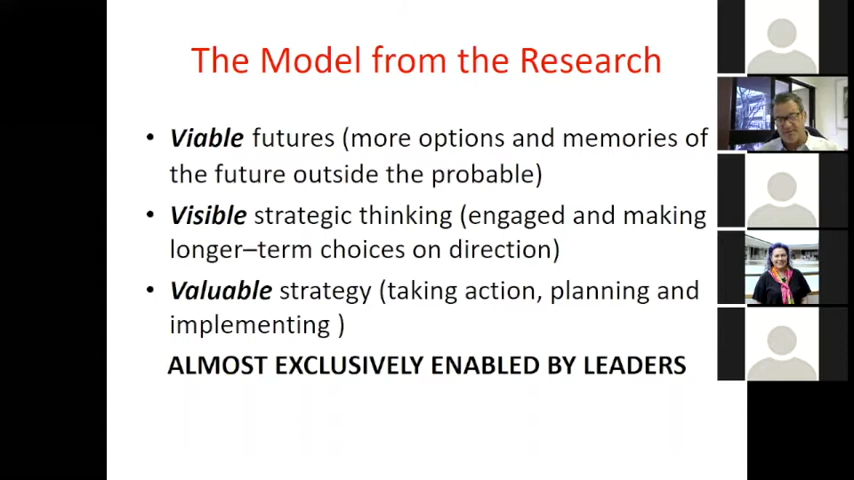 The Model from the Research
• Viable futures (more options and memories of
the future outside the probable)
• Visible strategic thinking (engaged and making
longer–term choices on direction)
• Valuable strategy (taking action, planning and
implementing )
ALMOST EXCLUSIVELY ENABLED BY LEADERS